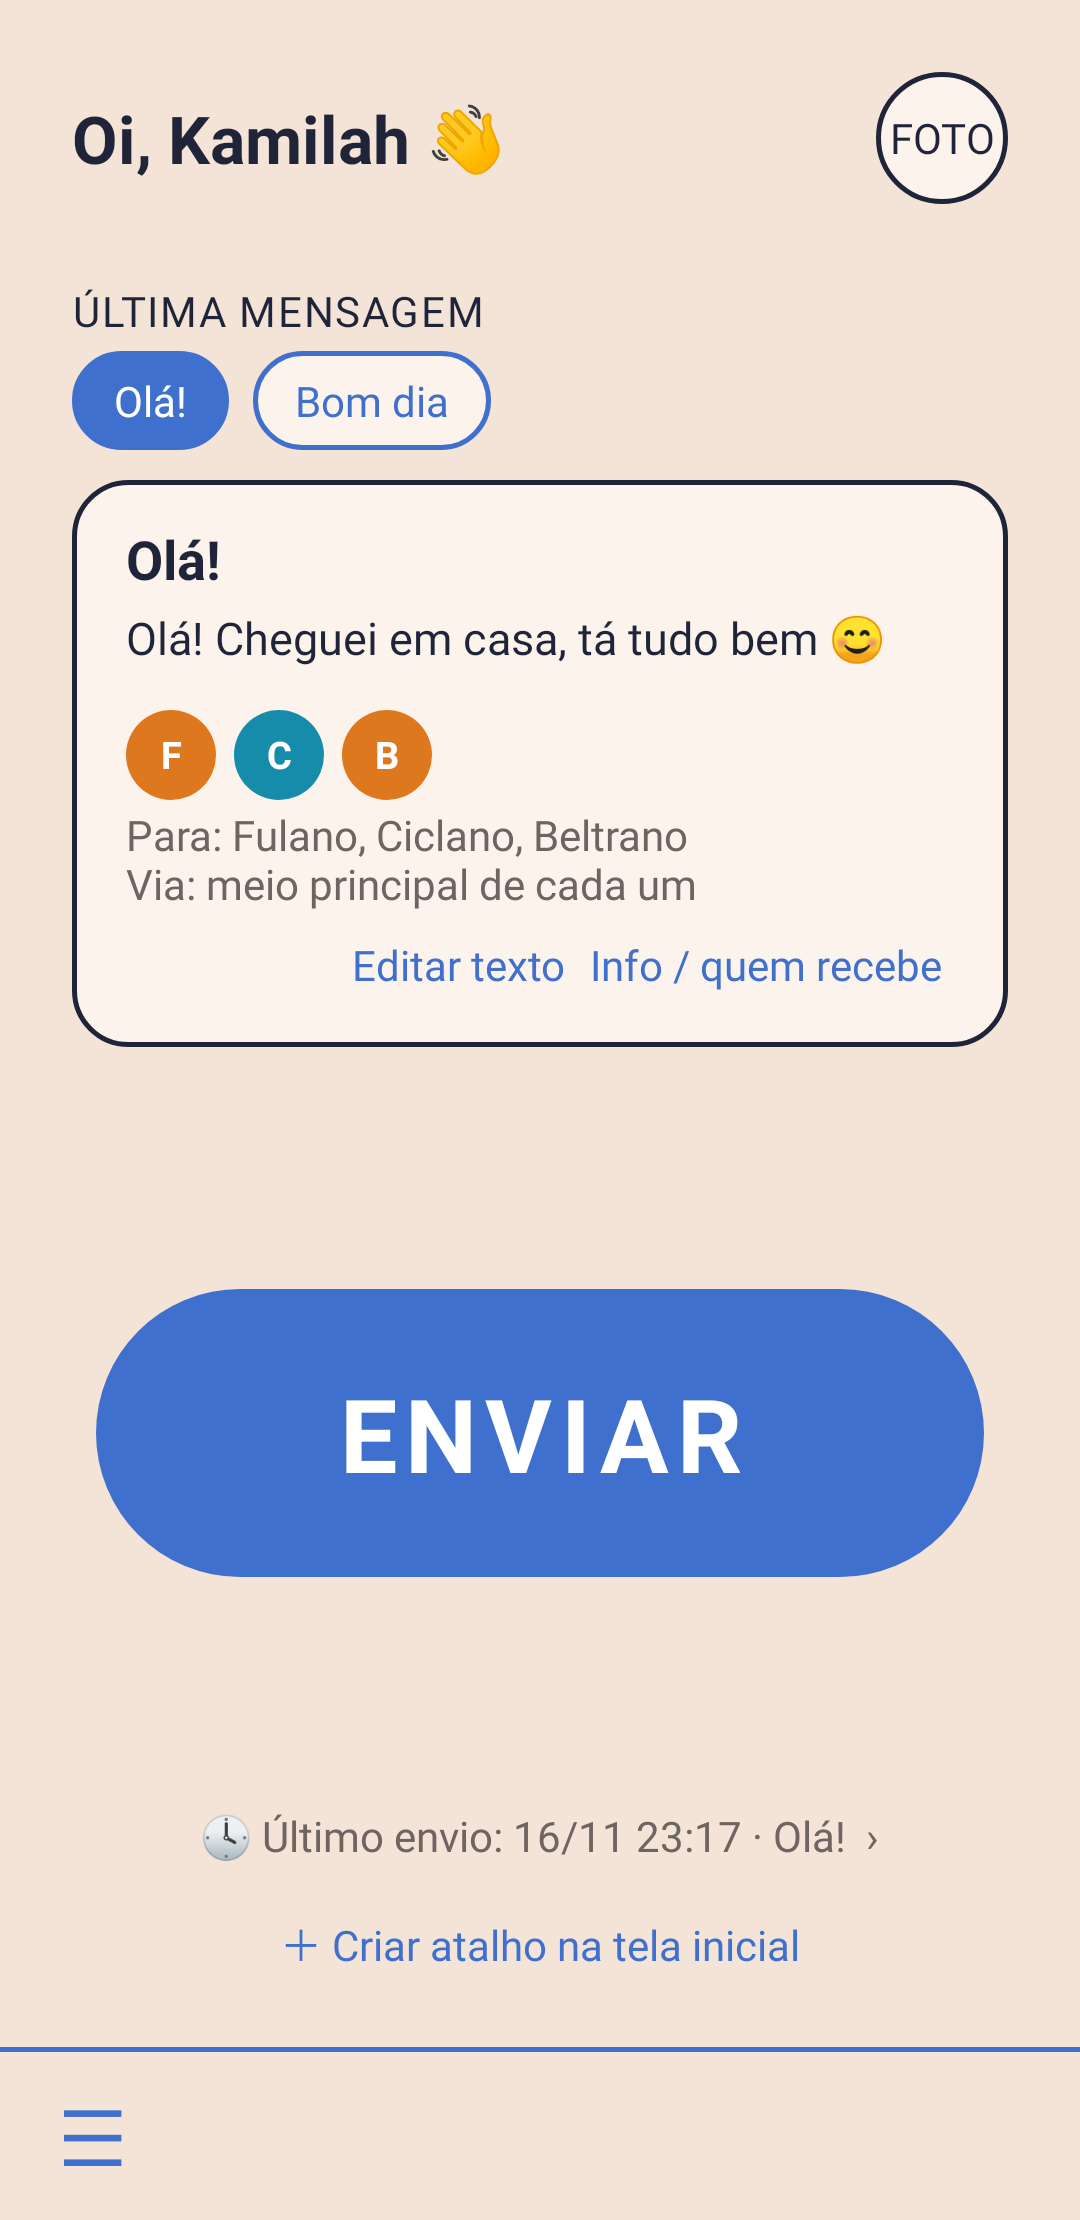 Oi, Kamilah 👋
FOTO
ÚLTIMA MENSAGEM
Olá!
Bom dia
Olá!
Olá! Cheguei em casa, tá tudo bem 😊
F C B
Para: Fulano, Ciclano, Beltrano
Via: meio principal de cada um
Editar texto Info / quem recebe
ENVIAR
🕓 Último envio: 16/11 23:17 · Olá! ›
+ Criar atalho na tela inicial